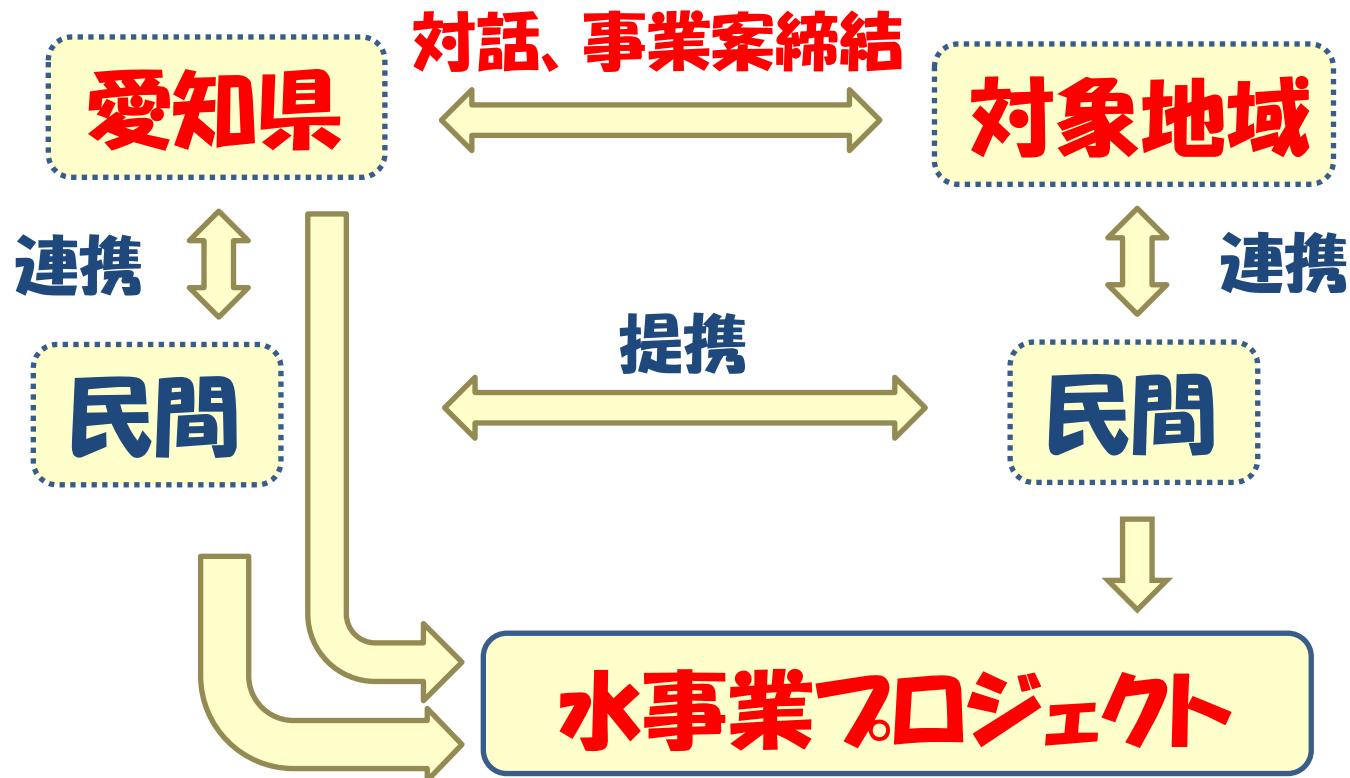 対話、事業案締結
愛知県
対象地域
連携
連携
提携
民間
民間
水事業プロジェクト